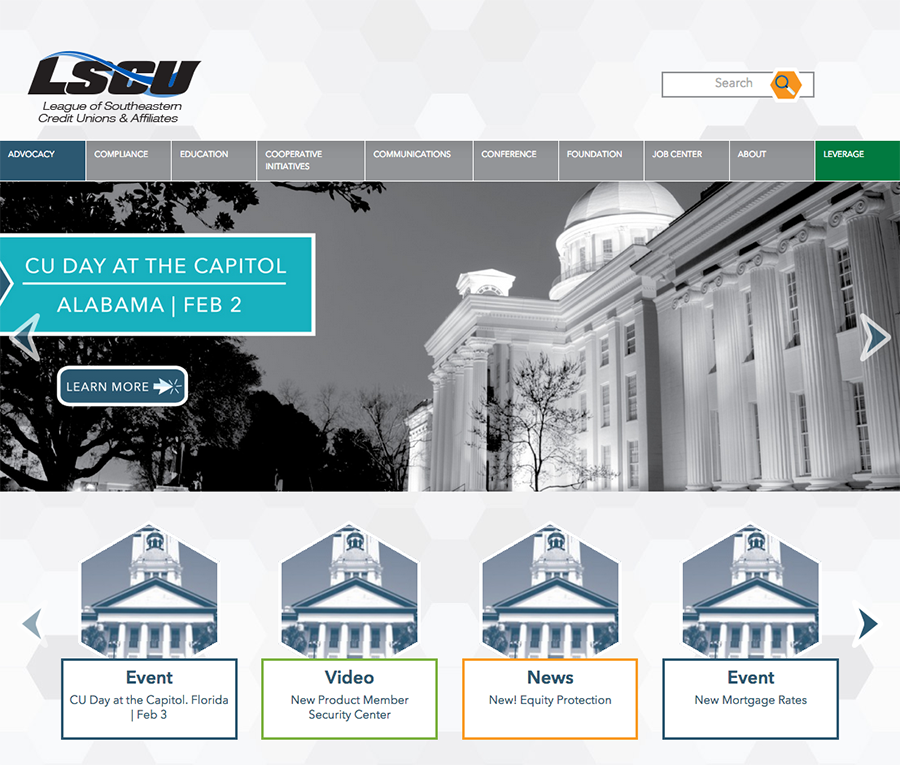 LSCU
League of Southeastern
Credit Unions & Affiliates
Search
ADVOCACY
COMPLIANCE
EDUCATION
COOPERATIVE
INITIATIVES
COMMUNICATIONS
CONFERENCE
FOUNDATION
JOB CENTER
ABOUT
LEVERAGE
CU DAY AT THE CAPITOL
ALABAMA | FEB 2
LEARN MORE
Event
CU Day at the Capitol. Florida
| Feb 3
Video
New Product Member
Security Center
News
New! Equity Protection
Event
New Mortgage Rates